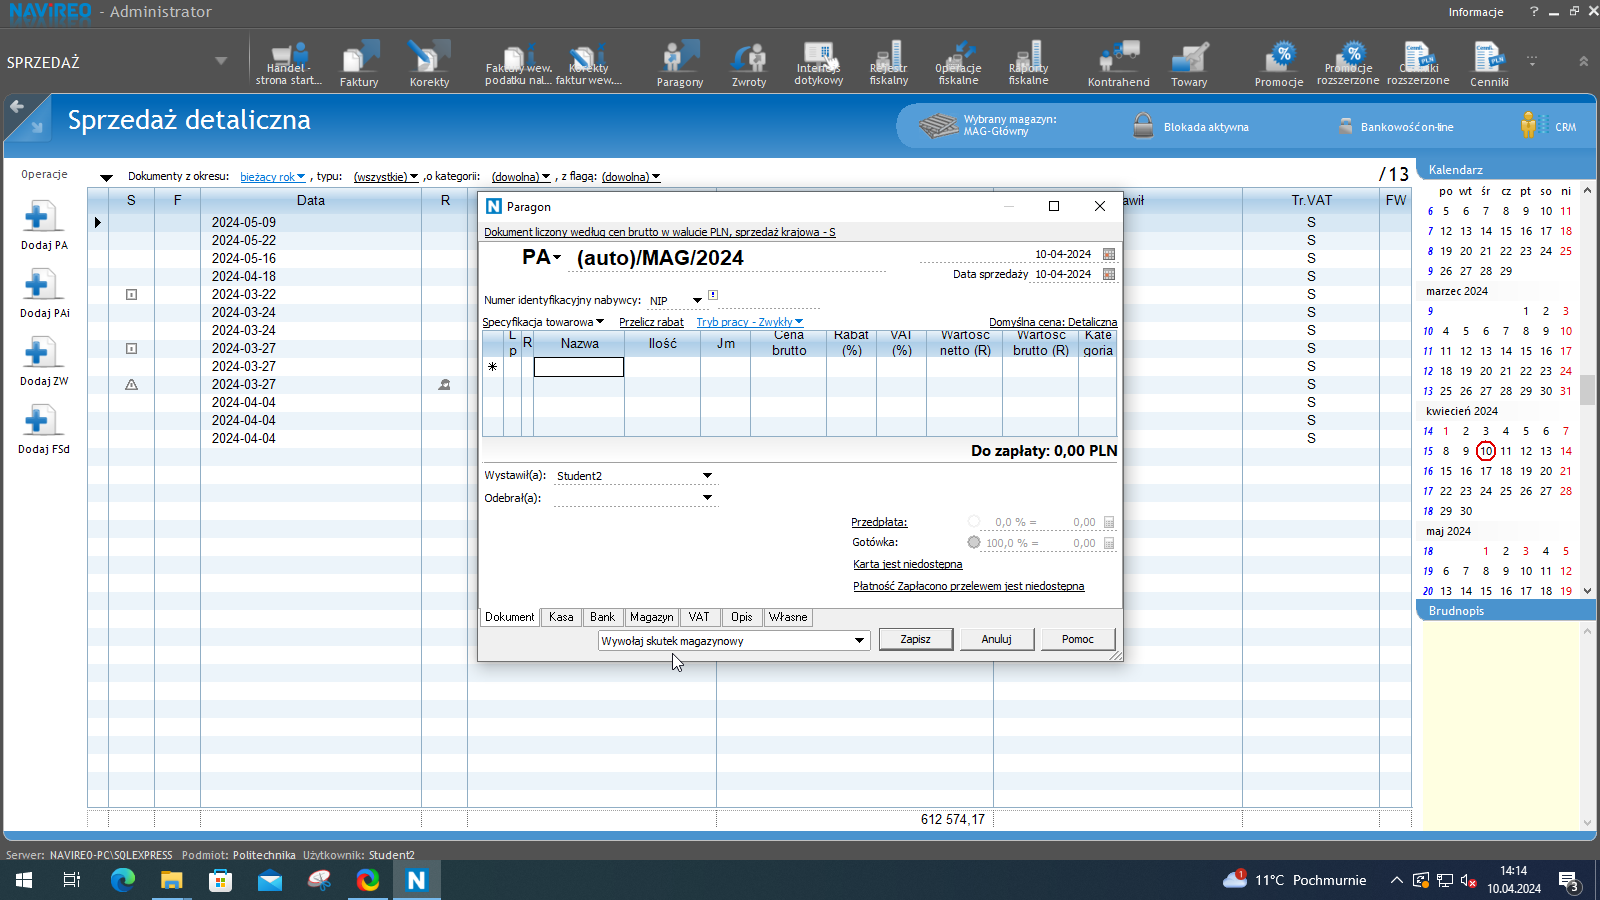 NAVIREO - Administrator
Informacje
SPRZEDAŻ
Handel - strona start...
Faktury
Korekty
Faktury wew. podatku nal...
Korekty faktur wew....
Paragony
Zwroty
Interfejs dotykowy
Rejestr fiskalny
Operacje fiskalne
Raporty fiskalne
Kontrahenci
Towary
Promocje
Promocje rozszerzone
Cenniki rozszerzone
Cenniki
Sprzedaż detaliczna
Wybrany magazyn:
MAG-Główny
Blokada aktywna
Bankowość on-line
CRM
Operacje
Dodaj PA
Dodaj PAi
Dodaj ZW
Dodaj FSd
Dokumenty z okresu: bieżący rok , typu: (wszystkie) ,o kategorii: (dowolna) , z flagą: (dowolna)
/ 13
S F Data R Tr.VAT FW
2024-05-09 S
2024-05-22 S
2024-05-16 S
2024-04-18 S
2024-03-22 S
2024-03-24 S
2024-03-24 S
2024-03-27 S
2024-03-27 S
2024-03-27 S
2024-04-04 S
2024-04-04 S
2024-04-04 S
612 574,17
Paragon
Dokument liczony według cen brutto w walucie PLN, sprzedaż krajowa - S
PA (auto)/MAG/2024
10-04-2024
Data sprzedaży 10-04-2024
Numer identyfikacyjny nabywcy: NIP
Specyfikacja towarowa Przelicz rabat Tryb pracy - Zwykły Domyślna cena: Detaliczna
Lp R Nazwa Ilość Jm Cena brutto Rabat (%) VAT (%) Wartość netto (R) Wartość brutto (R) Kategoria
Do zapłaty: 0,00 PLN
Wystawił(a): Student2
Odebrał(a):
Przedpłata: 0,0 % = 0,00
Gotówka: 100,0 % = 0,00
Karta jest niedostępna
Płatność Zapłacono przelewem jest niedostępna
Dokument Kasa Bank Magazyn VAT Opis Własne
Wywołaj skutek magazynowy
Zapisz Anuluj Pomoc
Kalendarz
po wt śr cz pt so ni
6 5 6 7 8 9 10 11
7 12 13 14 15 16 17 18
8 19 20 21 22 23 24 25
9 26 27 28 29
marzec 2024
9 1 2 3
10 4 5 6 7 8 9 10
11 11 12 13 14 15 16 17
12 18 19 20 21 22 23 24
13 25 26 27 28 29 30 31
kwiecień 2024
14 1 2 3 4 5 6 7
15 8 9 10 11 12 13 14
16 15 16 17 18 19 20 21
17 22 23 24 25 26 27 28
18 29 30
maj 2024
18 1 2 3 4 5
19 6 7 8 9 10 11 12
20 13 14 15 16 17 18 19
Brudnopis
Serwer: NAVIREO-PC\SQLEXPRESS Podmiot: Politechnika Użytkownik: Student2
11°C Pochmurnie
14:14
10.04.2024
1
3